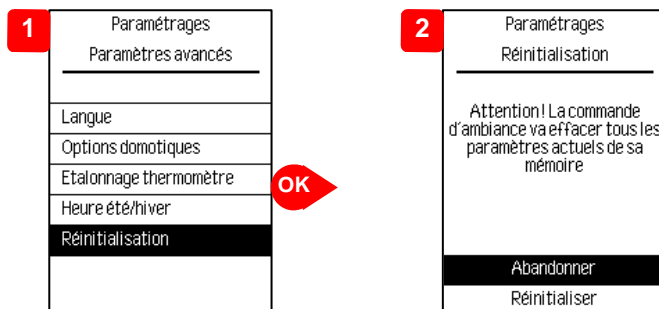 1
Paramétrages
Paramètres avancés
Langue
Options domotiques
Etalonnage thermomètre
Heure été/hiver
Réinitialisation
OK
2
Paramétrages
Réinitialisation
Attention! La commande
d'ambiance va effacer tous les
paramètres actuels de sa
mémoire
Abandonner
Réinitialiser